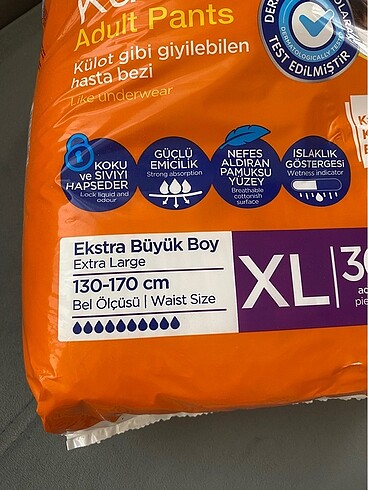 Adult Pants
Külot gibi giyilebilen
hasta bezi
Like underwear
DERMATOLOGICALLY TESTED
TEST EDİLMİŞTİR
KOKU
ve SIVIYI
HAPSEDER
Lock liquid and
odour
GÜÇLÜ
EMİCİLİK
Strong absorption
NEFES
ALDIRAN
PAMUKSU
YÜZEY
Breathable
cottonish
surface
ISLAKLIK
GÖSTERGESİ
Wetness indicator
Ekstra Büyük Boy
Extra Large
130-170 cm
Bel Ölçüsü | Waist Size
XL